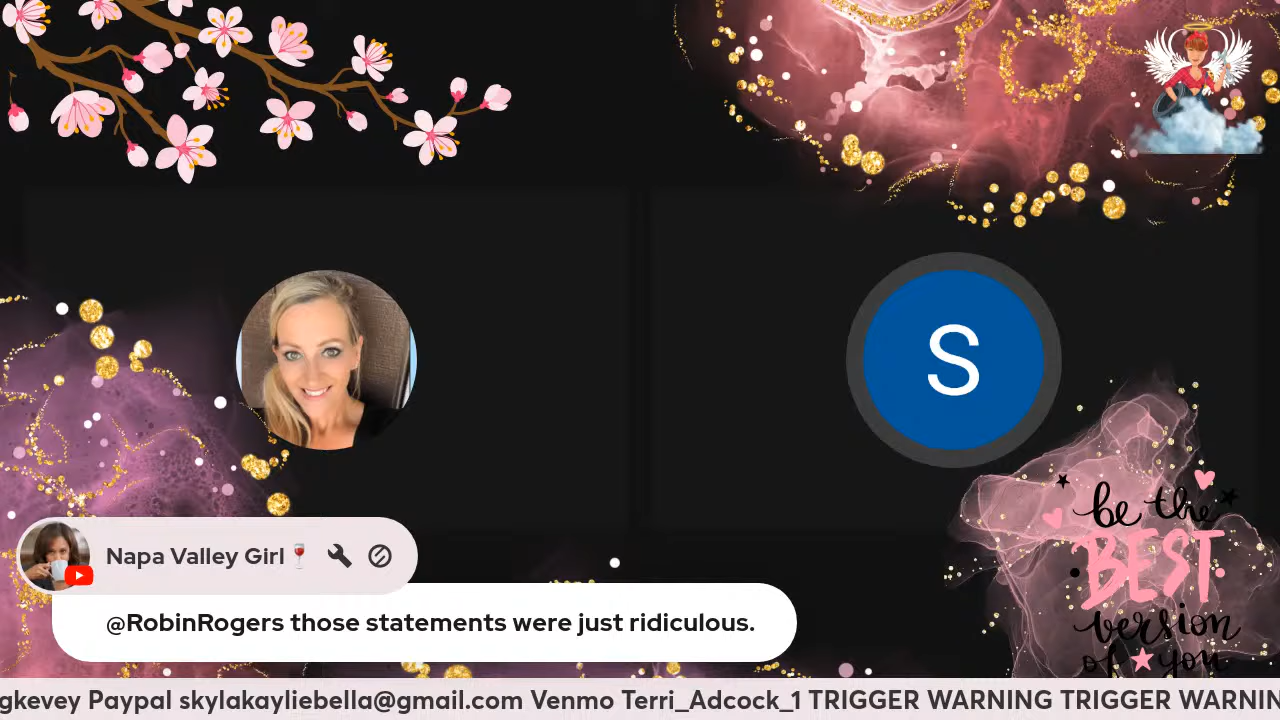 S
be the
BEST
version
of you
Napa Valley Girl🍷
@RobinRogers those statements were just ridiculous.
gkevey Paypal skylakayliebella@gmail.com Venmo Terri_Adcock_1 TRIGGER WARNING TRIGGER WARNIN